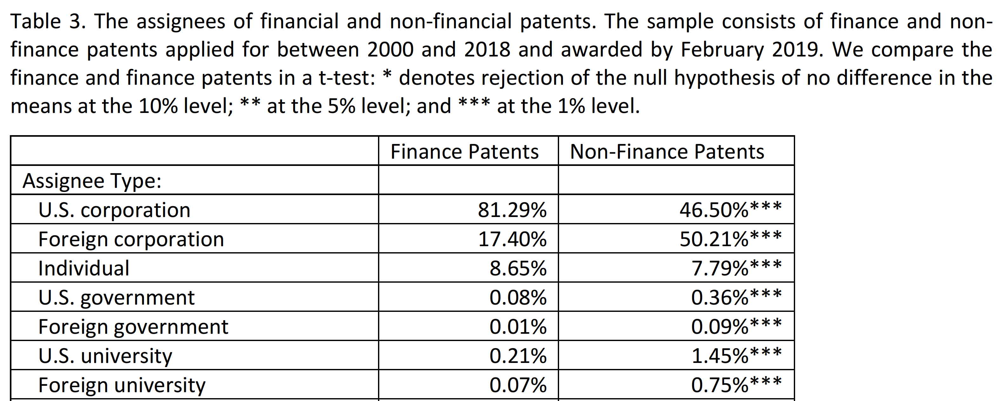 Table 3. The assignees of financial and non-financial patents. The sample consists of finance and non-
finance patents applied for between 2000 and 2018 and awarded by February 2019. We compare the
finance and finance patents in a t-test: * denotes rejection of the null hypothesis of no difference in the
means at the 10% level; ** at the 5% level; and *** at the 1% level.
Finance Patents Non-Finance Patents
Assignee Type:
U.S. corporation 81.29% 46.50%***
Foreign corporation 17.40% 50.21%***
Individual 8.65% 7.79%***
U.S. government 0.08% 0.36%***
Foreign government 0.01% 0.09%***
U.S. university 0.21% 1.45%***
Foreign university 0.07% 0.75%***